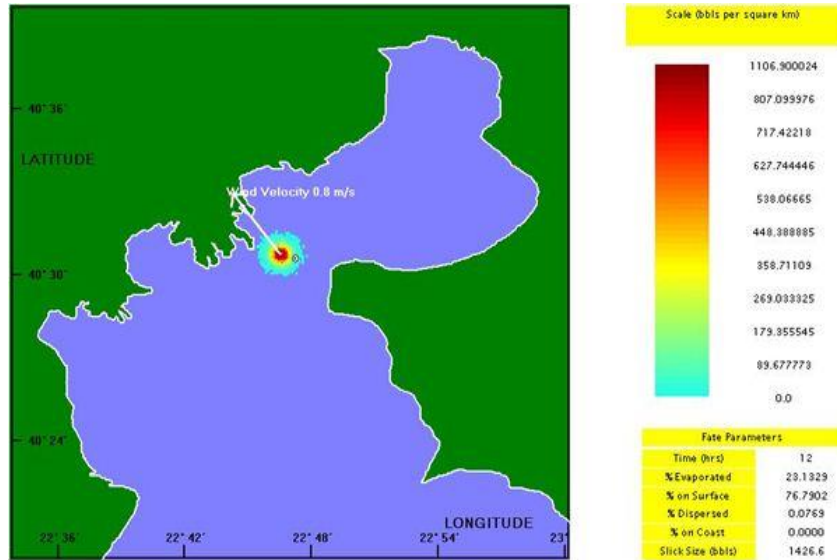 Scale (bbls per square km)
1106.900024
807.099976
717.42218
627.744446
538.06665
448.388885
358.71109
269.033325
179.355545
89.677773
0.0
40° 36'
LATITUDE
Wind Velocity 0.8 m/s
40° 30'
40° 24'
LONGITUDE
22° 36' 22° 42' 22° 48' 22° 54' 23°
Fate Parameters
Time (hrs) 12
% Evaporated 23.1329
% on Surface 76.7902
% Dispersed 0.0769
% on Coast 0.0000
Slick Size (bbls) 1426.6